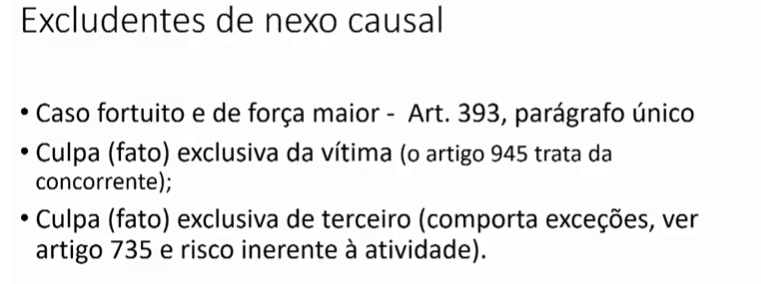 Excludentes de nexo causal
• Caso fortuito e de força maior - Art. 393, parágrafo único
• Culpa (fato) exclusiva da vítima (o artigo 945 trata da
concorrente);
• Culpa (fato) exclusiva de terceiro (comporta exceções, ver
artigo 735 e risco inerente à atividade).